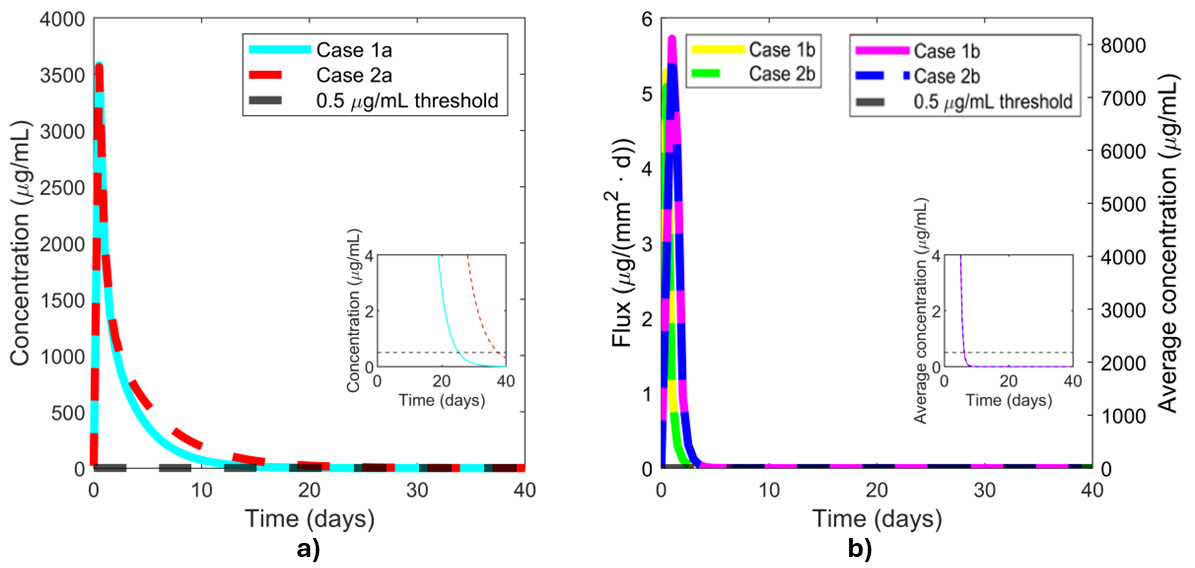 4000
3500
3000
2500
2000
1500
1000
500
0
Concentration (μg/mL)
Case 1a
Case 2a
0.5 μg/mL threshold
4
2
0
Concentration (μg/mL)
0 20 40
Time (days)
0 10 20 30 40
Time (days)
a)
6
5
4
3
2
1
0
Flux (μg/(mm² · d))
Case 1b
Case 2b
Case 1b
Case 2b
0.5 μg/mL threshold
8000
7000
6000
5000
4000
3000
2000
1000
0
Average concentration (μg/mL)
4
2
0
Average concentration (μg/mL)
0 20 40
Time (days)
0 10 20 30 40
Time (days)
b)